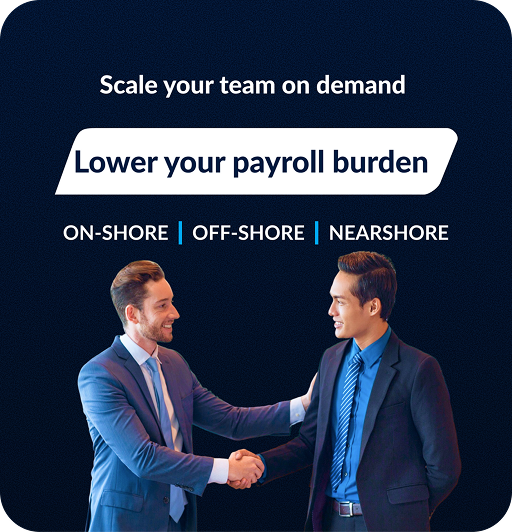 Scale your team on demand
Lower your payroll burden
ON-SHORE | OFF-SHORE | NEARSHORE